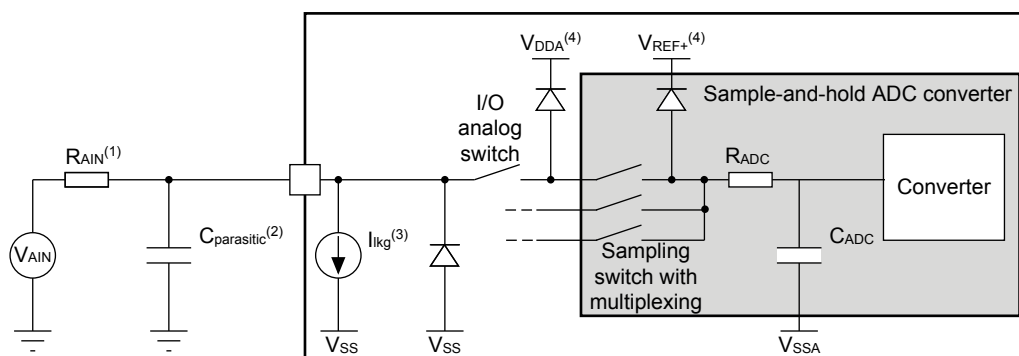 VDDA(4)
VREF+(4)
Sample-and-hold ADC converter
I/O
analog
switch
RAIN(1)
RADC
Converter
VAIN
Cparasitic(2)
Ilkg(3)
CADC
Sampling
switch with
multiplexing
VSS
VSS
VSSA